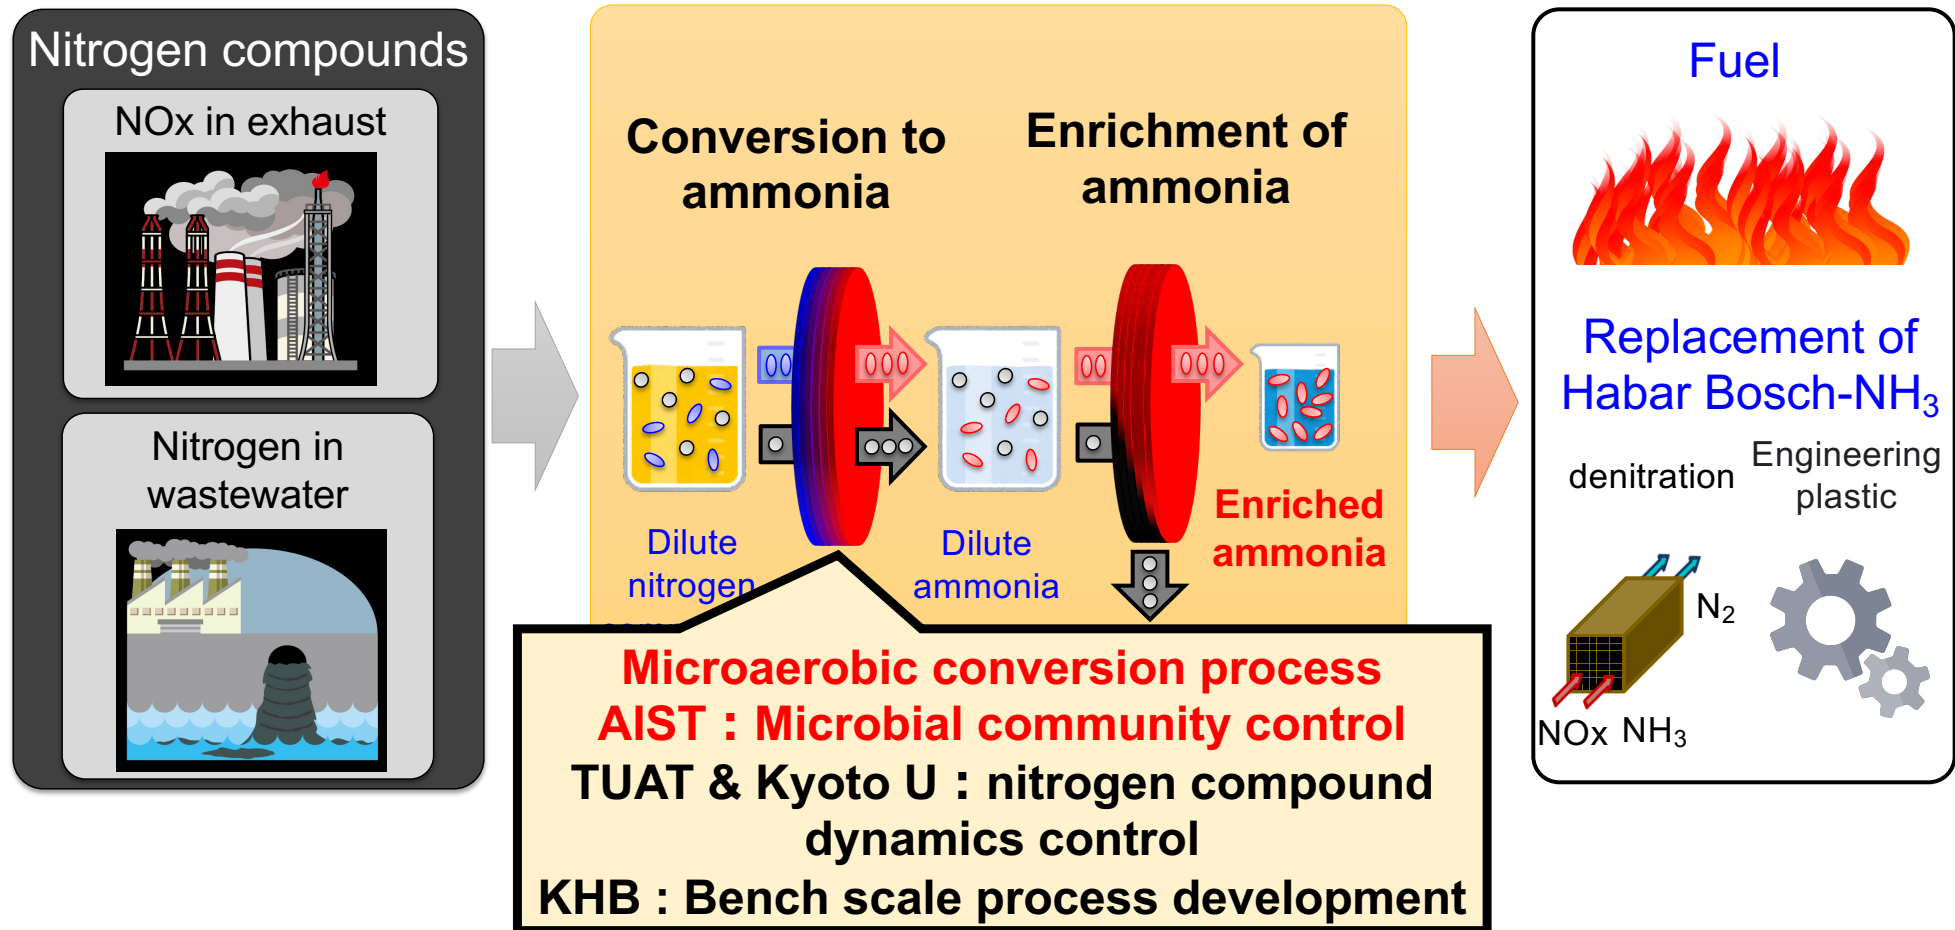 Nitrogen compounds
NOx in exhaust
Nitrogen in
wastewater
Conversion to
ammonia
Enrichment of
ammonia
Dilute
nitrogen
Dilute
ammonia
Enriched
ammonia
Microaerobic conversion process
AIST : Microbial community control
TUAT & Kyoto U : nitrogen compound
dynamics control
KHB : Bench scale process development
Fuel
Replacement of
Habar Bosch-NH₃
denitration
Engineering
plastic
N₂
NOx NH₃